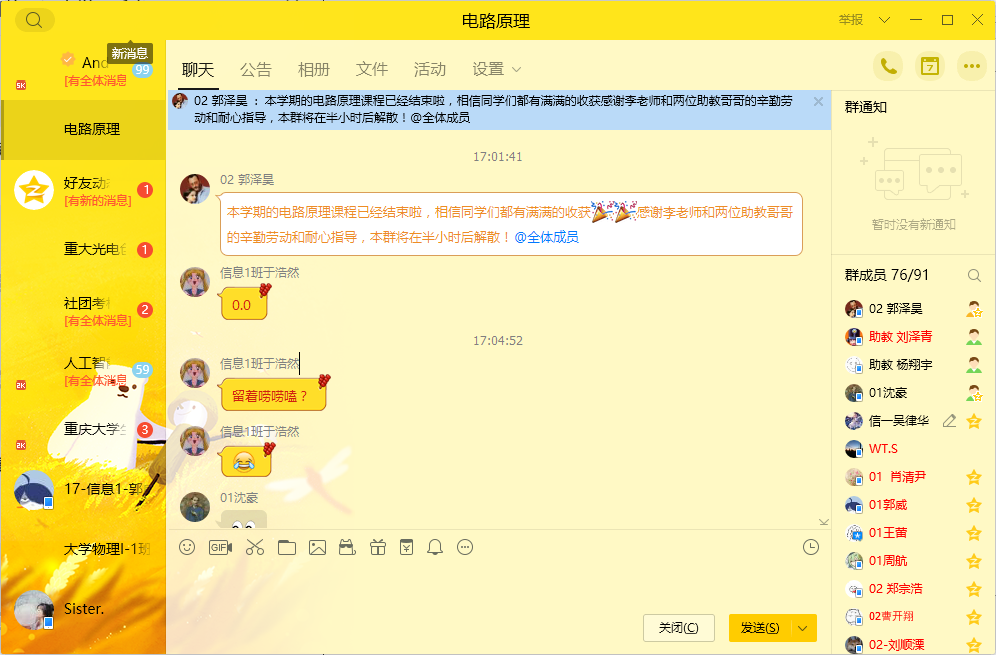 电路原理
举报
新消息
And
99
[有全体消息
5K
电路原理
好友动
[有新的消息]
1
重大光电
1
社团考
[有全体消息]
2
人工智
59
[有全体消息
2K
重庆大学
3
2K
17-信息1-郭
大学物理I-1班
Sister.
聊天
公告
相册
文件
活动
设置
7
02 郭泽昊 ： 本学期的电路原理课程已经结束啦，相信同学们都有满满的收获感谢李老师和两位助教哥哥的辛勤劳
动和耐心指导，本群将在半小时后解散！@全体成员
17:01:41
02 郭泽昊
本学期的电路原理课程已经结束啦，相信同学们都有满满的收获感谢李老师和两位助教哥哥
的辛勤劳动和耐心指导，本群将在半小时后解散！@全体成员
信息1班于浩然
0.0
17:04:52
信息1班于浩然
留着唠唠嗑？
信息1班于浩然
01沈豪
GIF
关闭(C)
发送(S)
群通知
暂时没有新通知
群成员 76/91
02 郭泽昊
助教 刘泽青
助教 杨翔宇
01沈豪
信一吴律华
WT.S
01 肖清尹
01郭威
01王蕾
01周航
02 郑宗浩
02曹开翔
02-刘顺溧